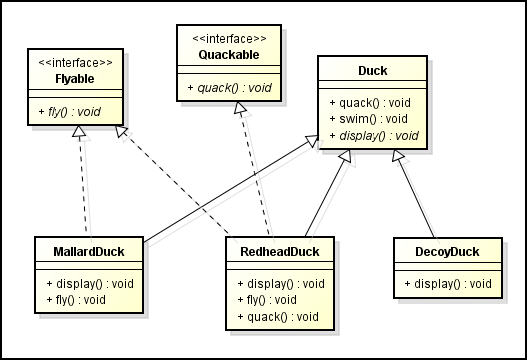 <<interface>>
Flyable
+ fly() : void
<<interface>>
Quackable
+ quack() : void
Duck
+ quack() : void
+ swim() : void
+ display() : void
MallardDuck
+ display() : void
+ fly() : void
RedheadDuck
+ display() : void
+ fly() : void
+ quack() : void
DecoyDuck
+ display() : void